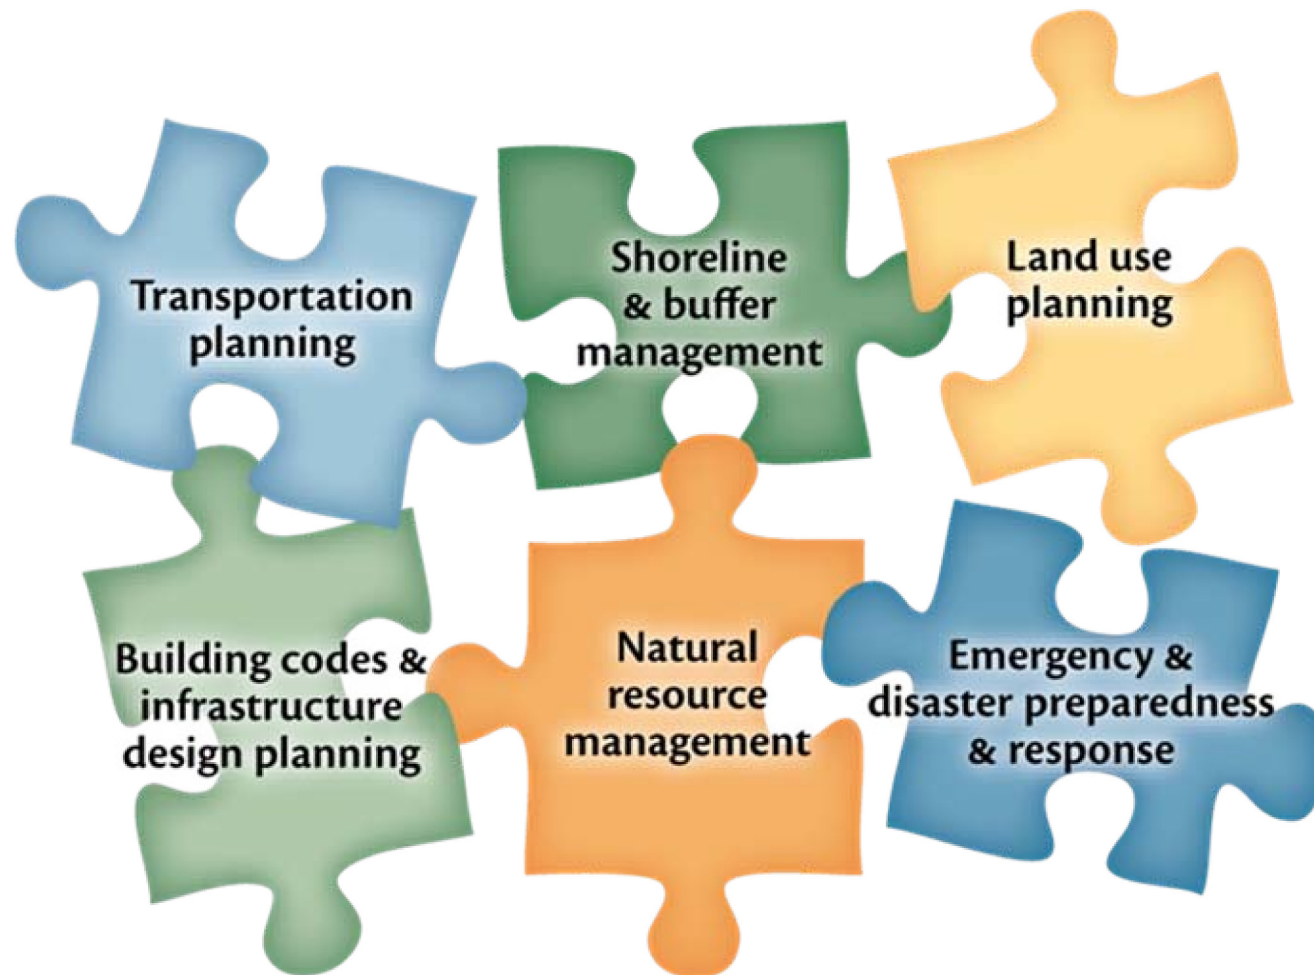 Transportation
planning
Shoreline
& buffer
management
Land use
planning
Building codes &
infrastructure
design planning
Natural
resource
management
Emergency &
disaster preparedness
& response